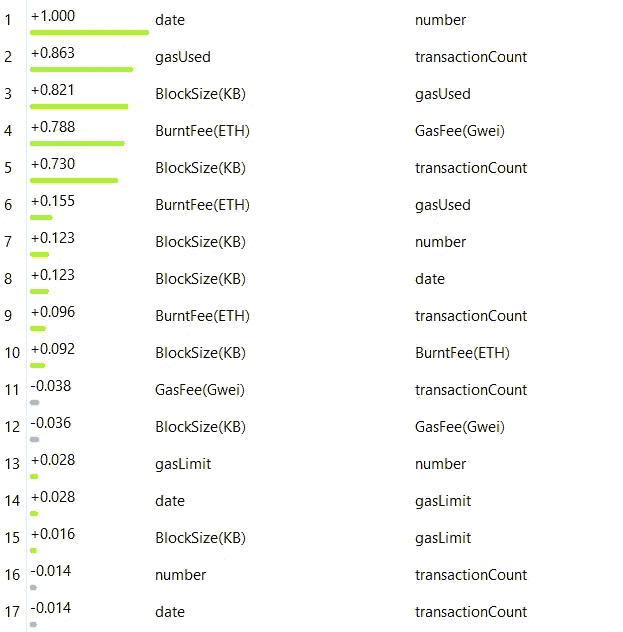 1 +1.000 date number
2 +0.863 gasUsed transactionCount
3 +0.821 BlockSize(KB) gasUsed
4 +0.788 BurntFee(ETH) GasFee(Gwei)
5 +0.730 BlockSize(KB) transactionCount
6 +0.155 BurntFee(ETH) gasUsed
7 +0.123 BlockSize(KB) number
8 +0.123 BlockSize(KB) date
9 +0.096 BurntFee(ETH) transactionCount
10 +0.092 BlockSize(KB) BurntFee(ETH)
11 -0.038 GasFee(Gwei) transactionCount
12 -0.036 BlockSize(KB) GasFee(Gwei)
13 +0.028 gasLimit number
14 +0.028 date gasLimit
15 +0.016 BlockSize(KB) gasLimit
16 -0.014 number transactionCount
17 -0.014 date transactionCount